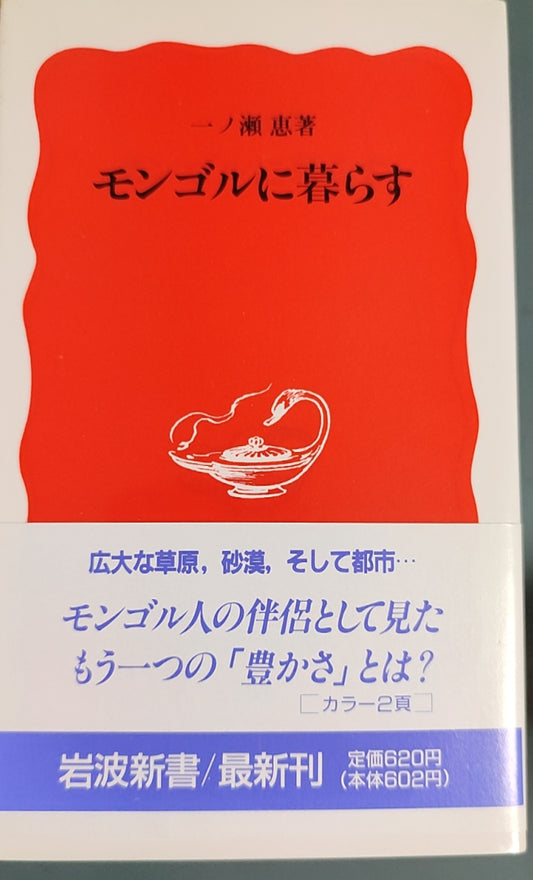 一ノ瀬 恵著
モンゴルに暮らす
広大な草原，砂漠，そして都市…
モンゴル人の伴侶として見た
もう一つの「豊かさ」とは？
［カラー2頁］
岩波新書/最新刊
定価620円
（本体602円）